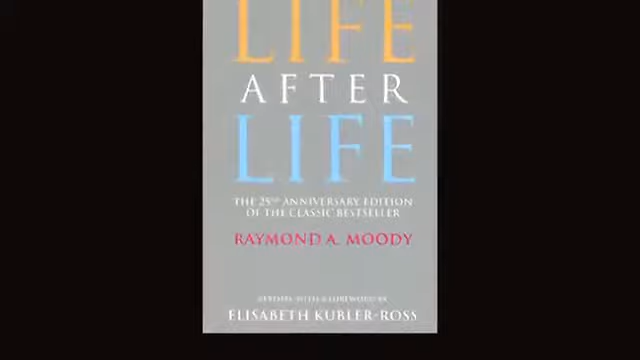 LIFE
AFTER
LIFE
THE 25TH ANNIVERSARY EDITION
OF THE CLASSIC BESTSELLER
RAYMOND A. MOODY
ELISABETH KUBLER-ROSS